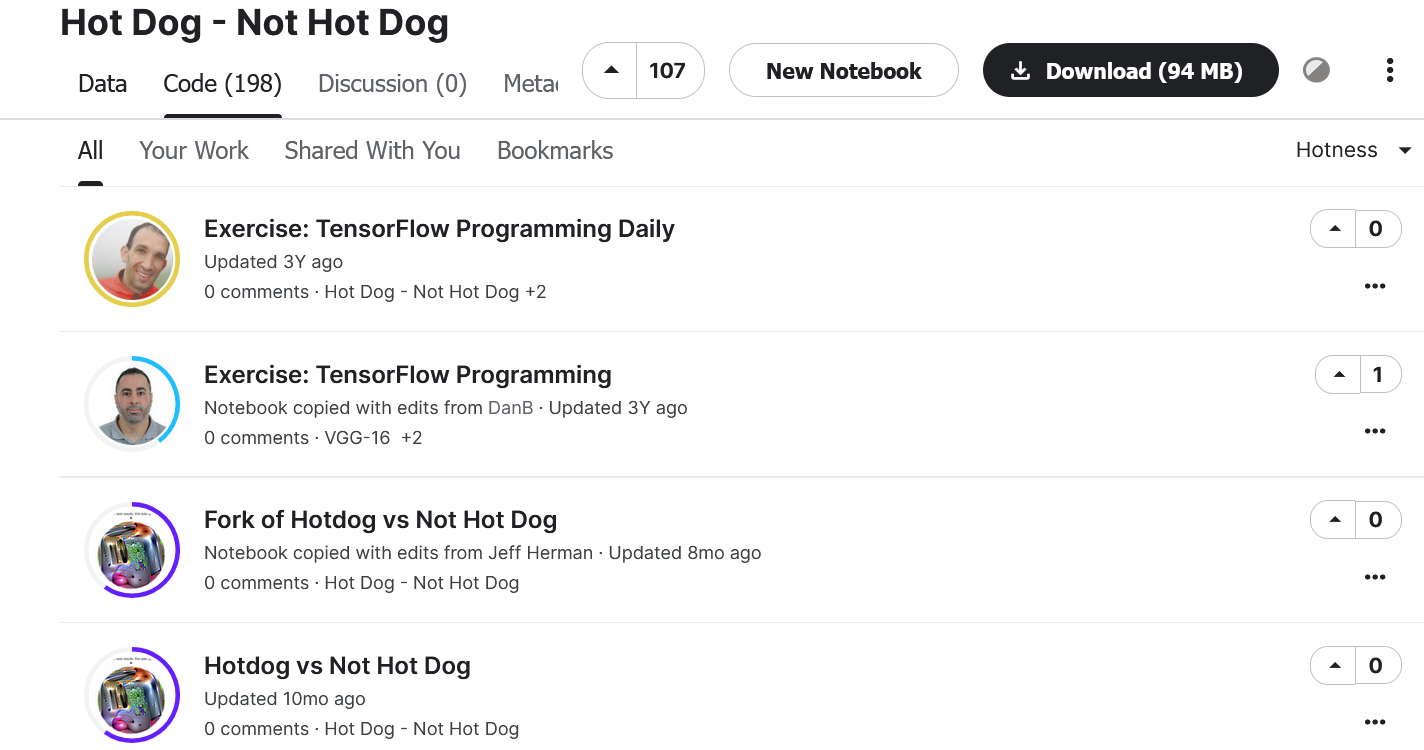 Hot Dog - Not Hot Dog
Data Code (198) Discussion (0) 107 New Notebook Download (94 MB)
All Your Work Shared With You Bookmarks Hotness
Exercise: TensorFlow Programming Daily 0
Updated 3Y ago
0 comments · Hot Dog - Not Hot Dog +2
Exercise: TensorFlow Programming 1
Notebook copied with edits from DanB · Updated 3Y ago
0 comments · VGG-16 +2
Fork of Hotdog vs Not Hot Dog 0
Notebook copied with edits from Jeff Herman · Updated 8mo ago
0 comments · Hot Dog - Not Hot Dog
Hotdog vs Not Hot Dog 0
Updated 10mo ago
0 comments · Hot Dog - Not Hot Dog